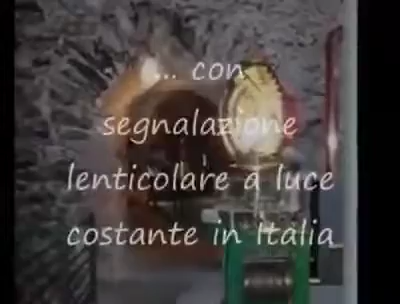 ... con
segnalazione
lenticolare a luce
costante in Italia